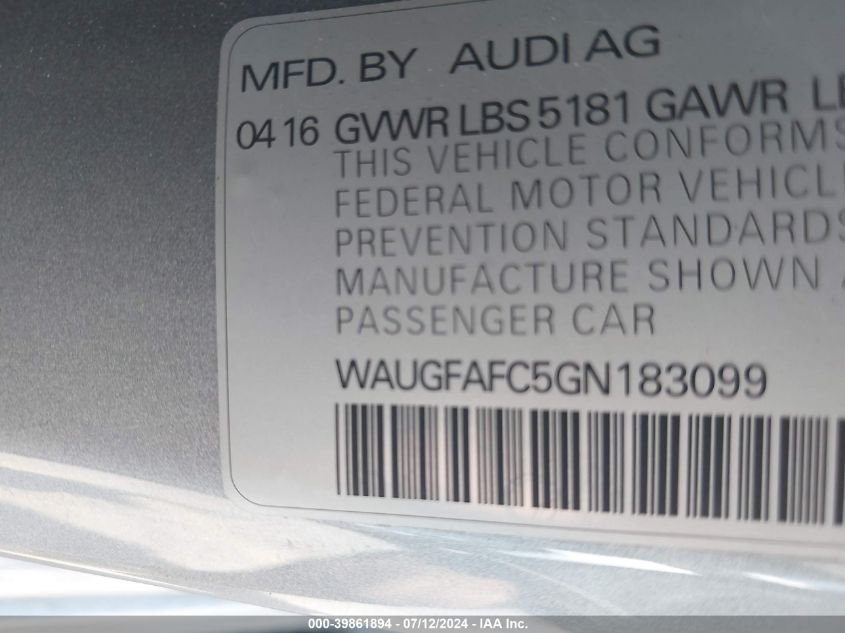 MFD. BY AUDI AG
04 16 GVWR LBS 5181 GAWR
THIS VEHICLE CONFORMS
FEDERAL MOTOR VEHICL
PREVENTION STANDARDS
MANUFACTURE SHOWN
PASSENGER CAR
WAUGFAFC5GN183099
000-39861894 - 07/12/2024 - IAA, Inc.